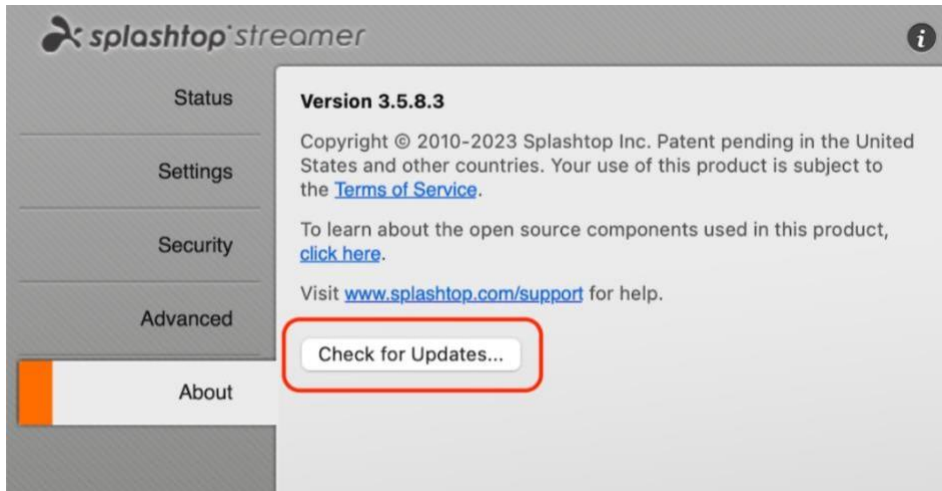 splashtop streamer
i
Status
Settings
Security
Advanced
About
Version 3.5.8.3
Copyright © 2010-2023 Splashtop Inc. Patent pending in the United
States and other countries. Your use of this product is subject to
the Terms of Service.
To learn about the open source components used in this product,
click here.
Visit www.splashtop.com/support for help.
Check for Updates...